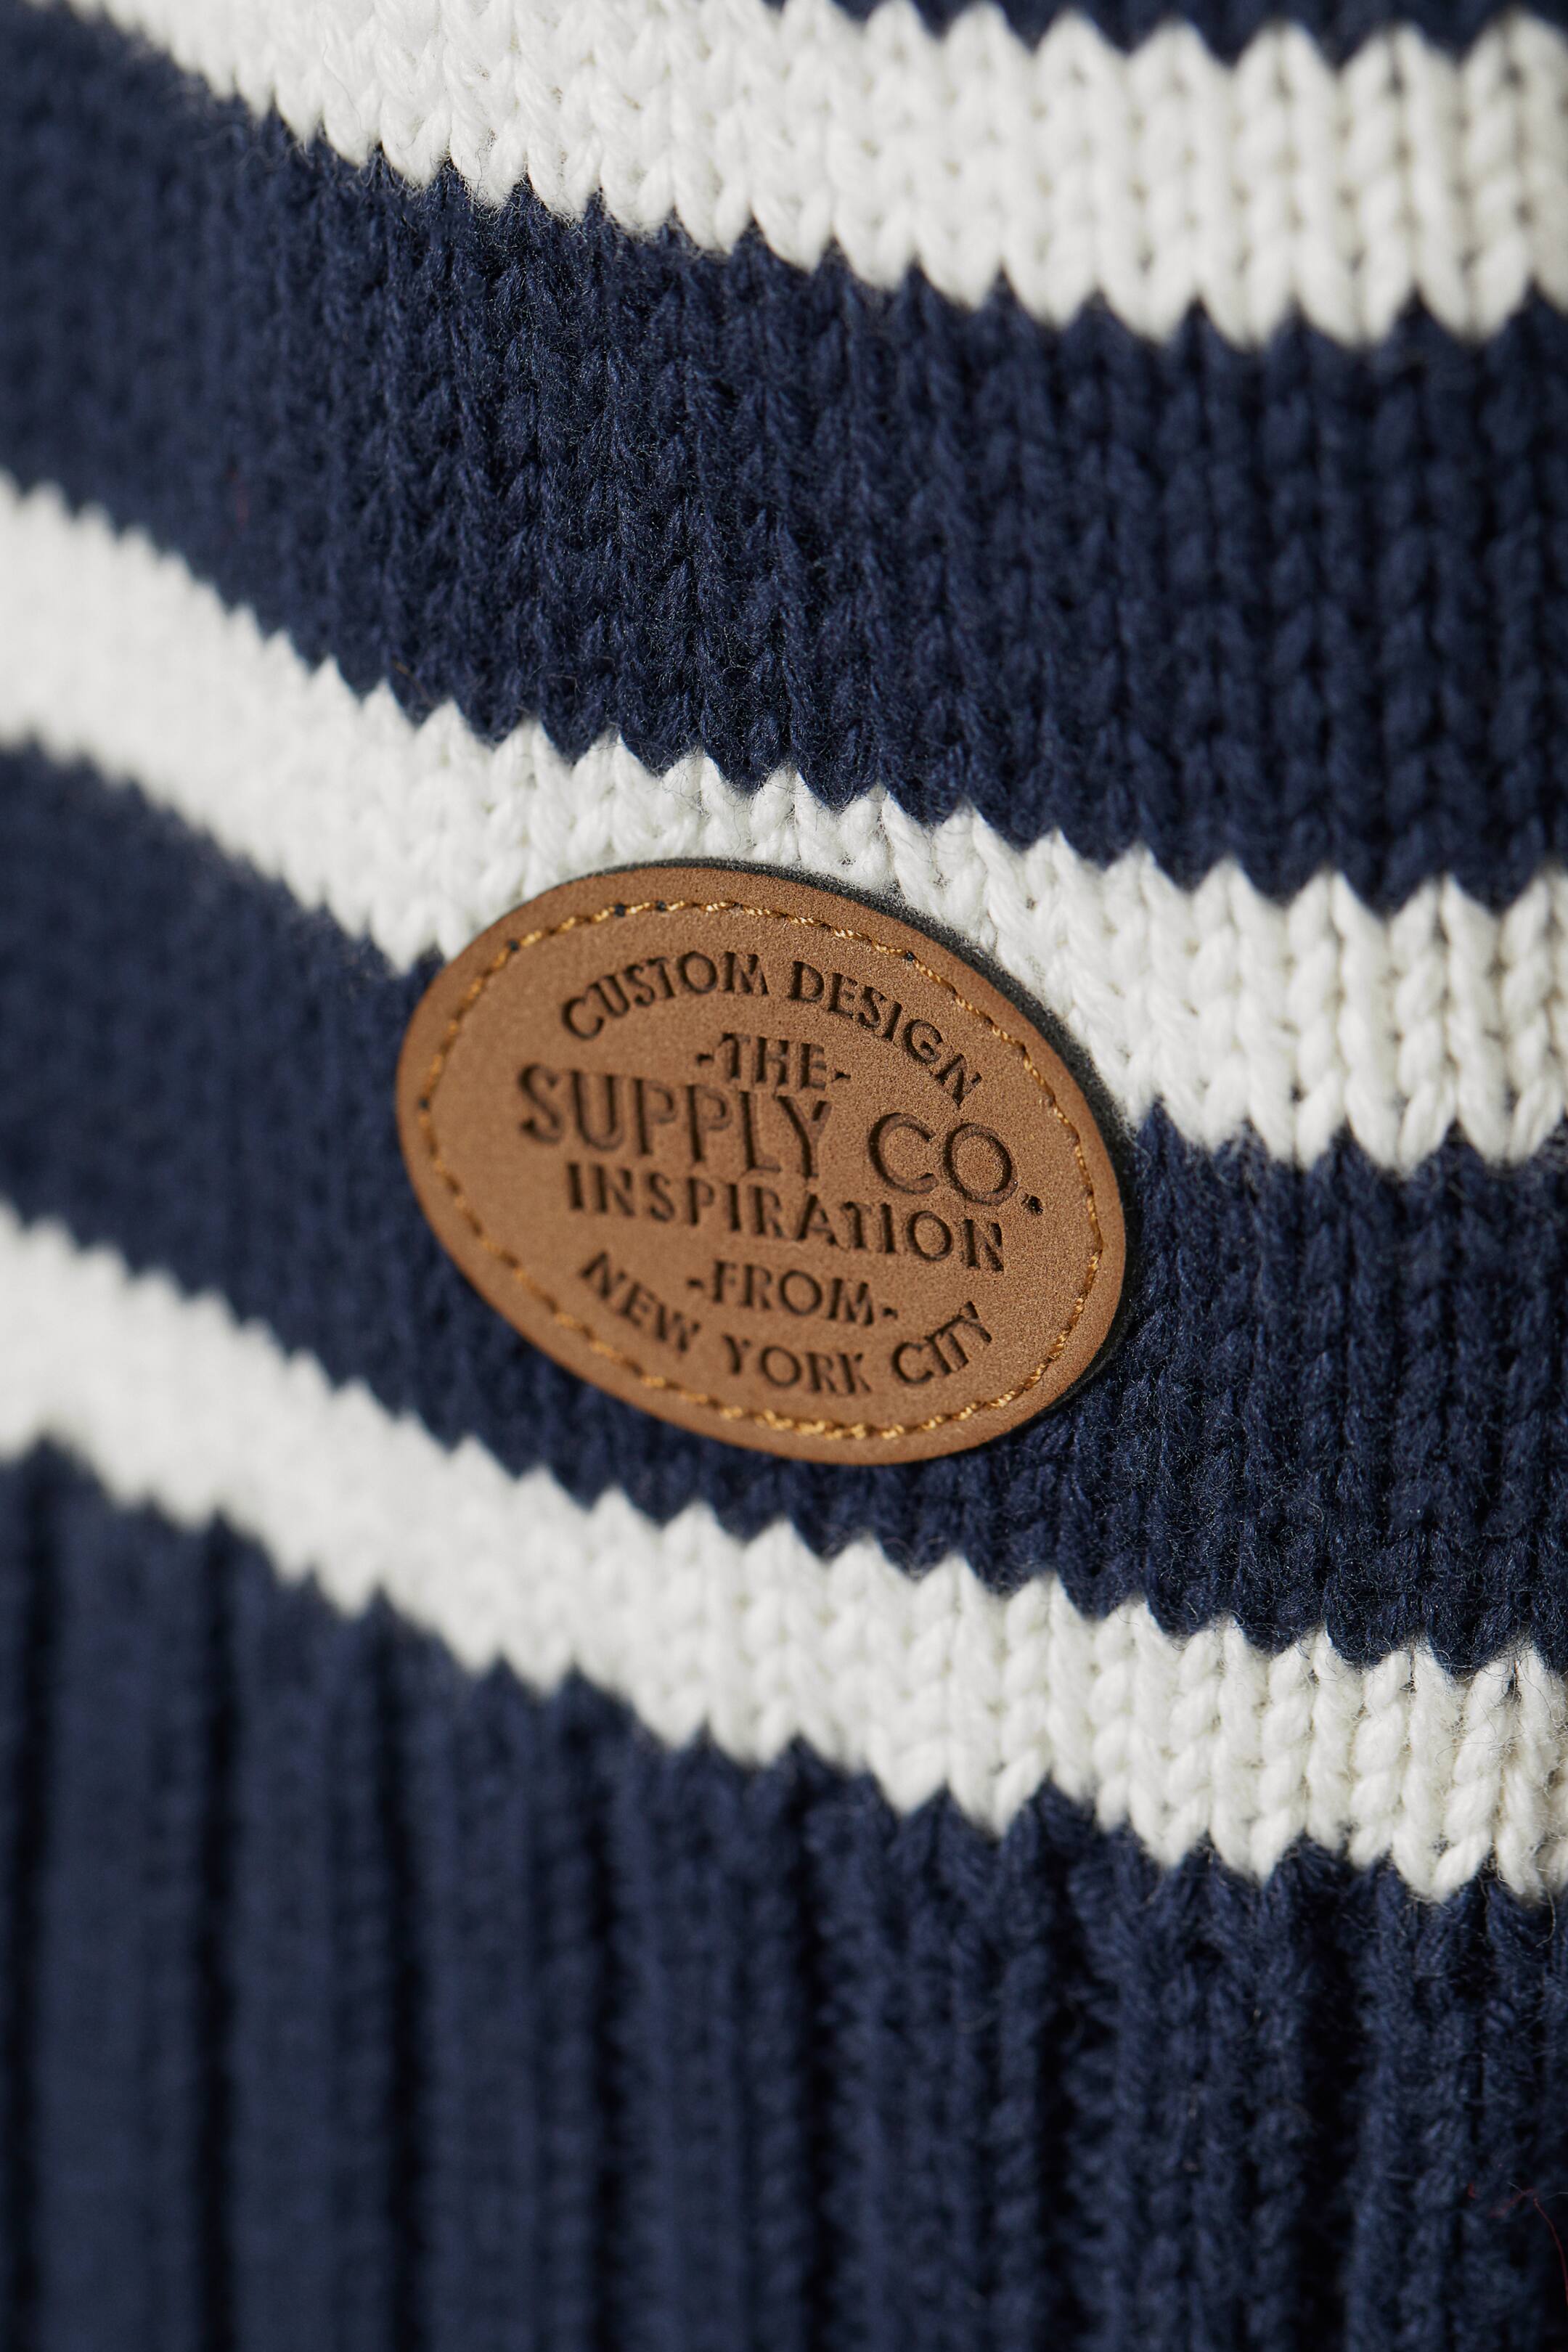 CUSTOM DESIGN
-THE-
SUPPLY CO.
INSPIRATION
-FROM-
NEW YORK CITY